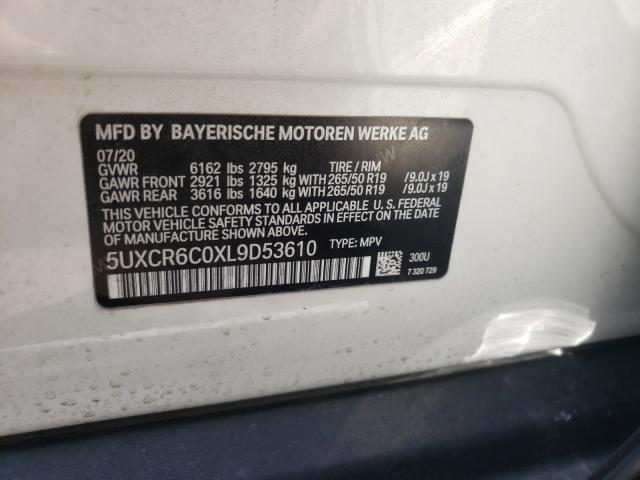 MFD BY BAYERISCHE MOTOREN WERKE AG
07/20
GVWR 6162 lbs 2795 kg TIRE / RIM
GAWR FRONT 2921 lbs 1325 kg WITH 265/50 R19 /9.0J x 19
GAWR REAR 3616 lbs 1640 kg WITH 265/50 R19 /9.0J x 19
THIS VEHICLE CONFORMS TO ALL APPLICABLE U. S. FEDERAL
MOTOR VEHICLE SAFETY STANDARDS IN EFFECT ON THE DATE
OF MANUFACTURE SHOWN ABOVE.
5UXCR6C0XL9D53610 TYPE: MPV
300U
7 320 729